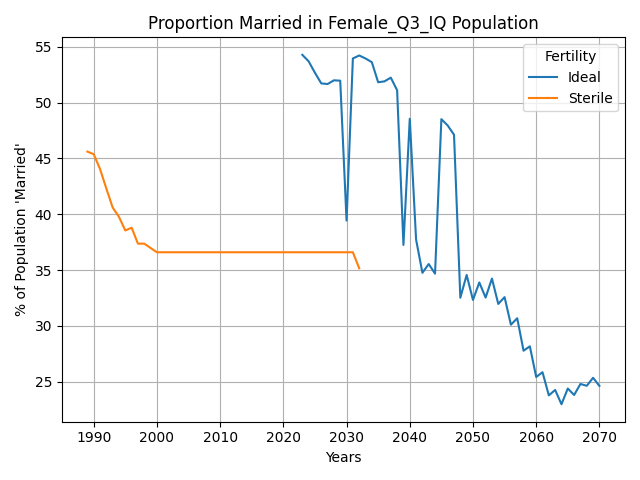 Proportion Married in Female_Q3_IQ Population
Fertility
Ideal
Sterile
% of Population 'Married'
55
50
45
40
35
30
25
1990 2000 2010 2020 2030 2040 2050 2060 2070
Years